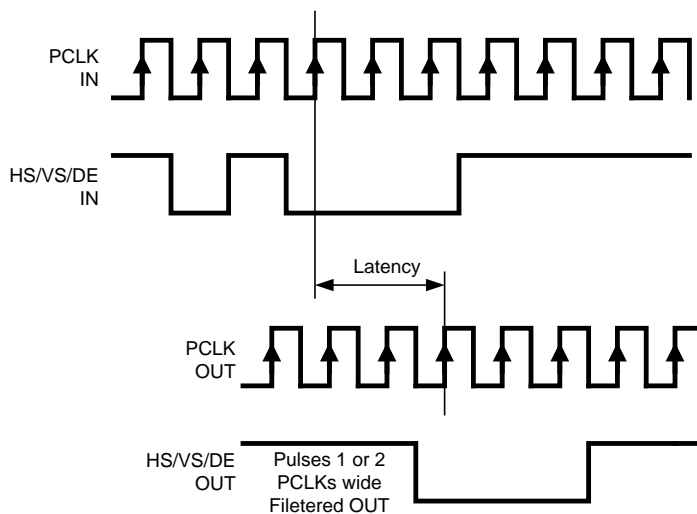 PCLK
IN
HS/VS/DE
IN
Latency
PCLK
OUT
HS/VS/DE
OUT
Pulses 1 or 2
PCLKs wide
Filetered OUT